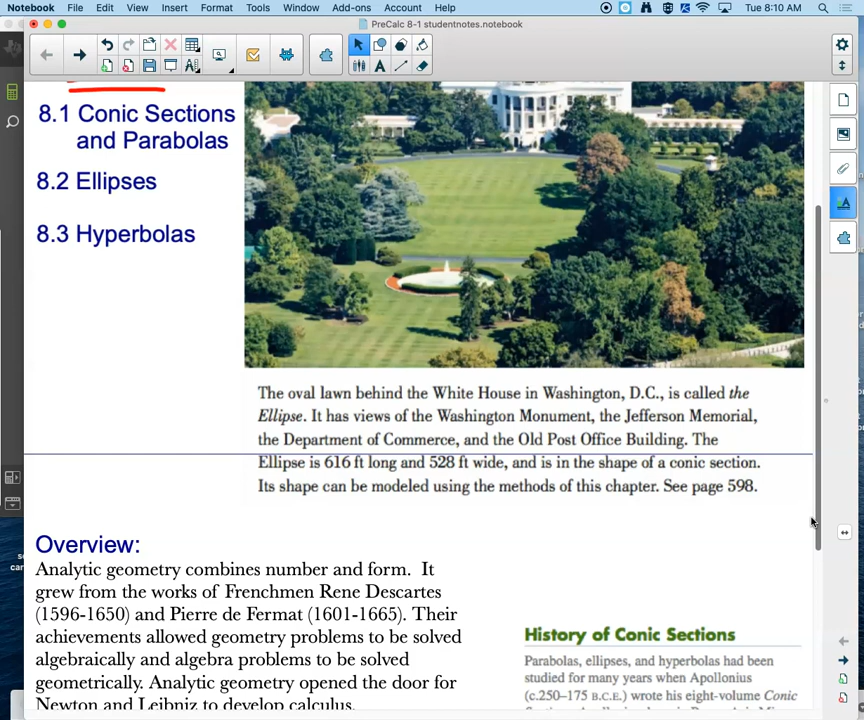 Notebook File Edit View Insert Format Tools Window Add-ons Account Help Tue 8:10 AM
PreCalc 8-1 studentnotes.notebook
8.1 Conic Sections
and Parabolas
8.2 Ellipses
8.3 Hyperbolas
The oval lawn behind the White House in Washington, D.C., is called the
Ellipse. It has views of the Washington Monument, the Jefferson Memorial,
the Department of Commerce, and the Old Post Office Building. The
Ellipse is 616 ft long and 528 ft wide, and is in the shape of a conic section.
Its shape can be modeled using the methods of this chapter. See page 598.
Overview:
Analytic geometry combines number and form. It
grew from the works of Frenchmen Rene Descartes
(1596-1650) and Pierre de Fermat (1601-1665). Their
achievements allowed geometry problems to be solved
algebraically and algebra problems to be solved
geometrically. Analytic geometry opened the door for
Newton and Leibniz to develop calculus.
History of Conic Sections
Parabolas, ellipses, and hyperbolas had been
studied for many years when Apollonius
(c.250–175 B.C.E.) wrote his eight-volume Conic